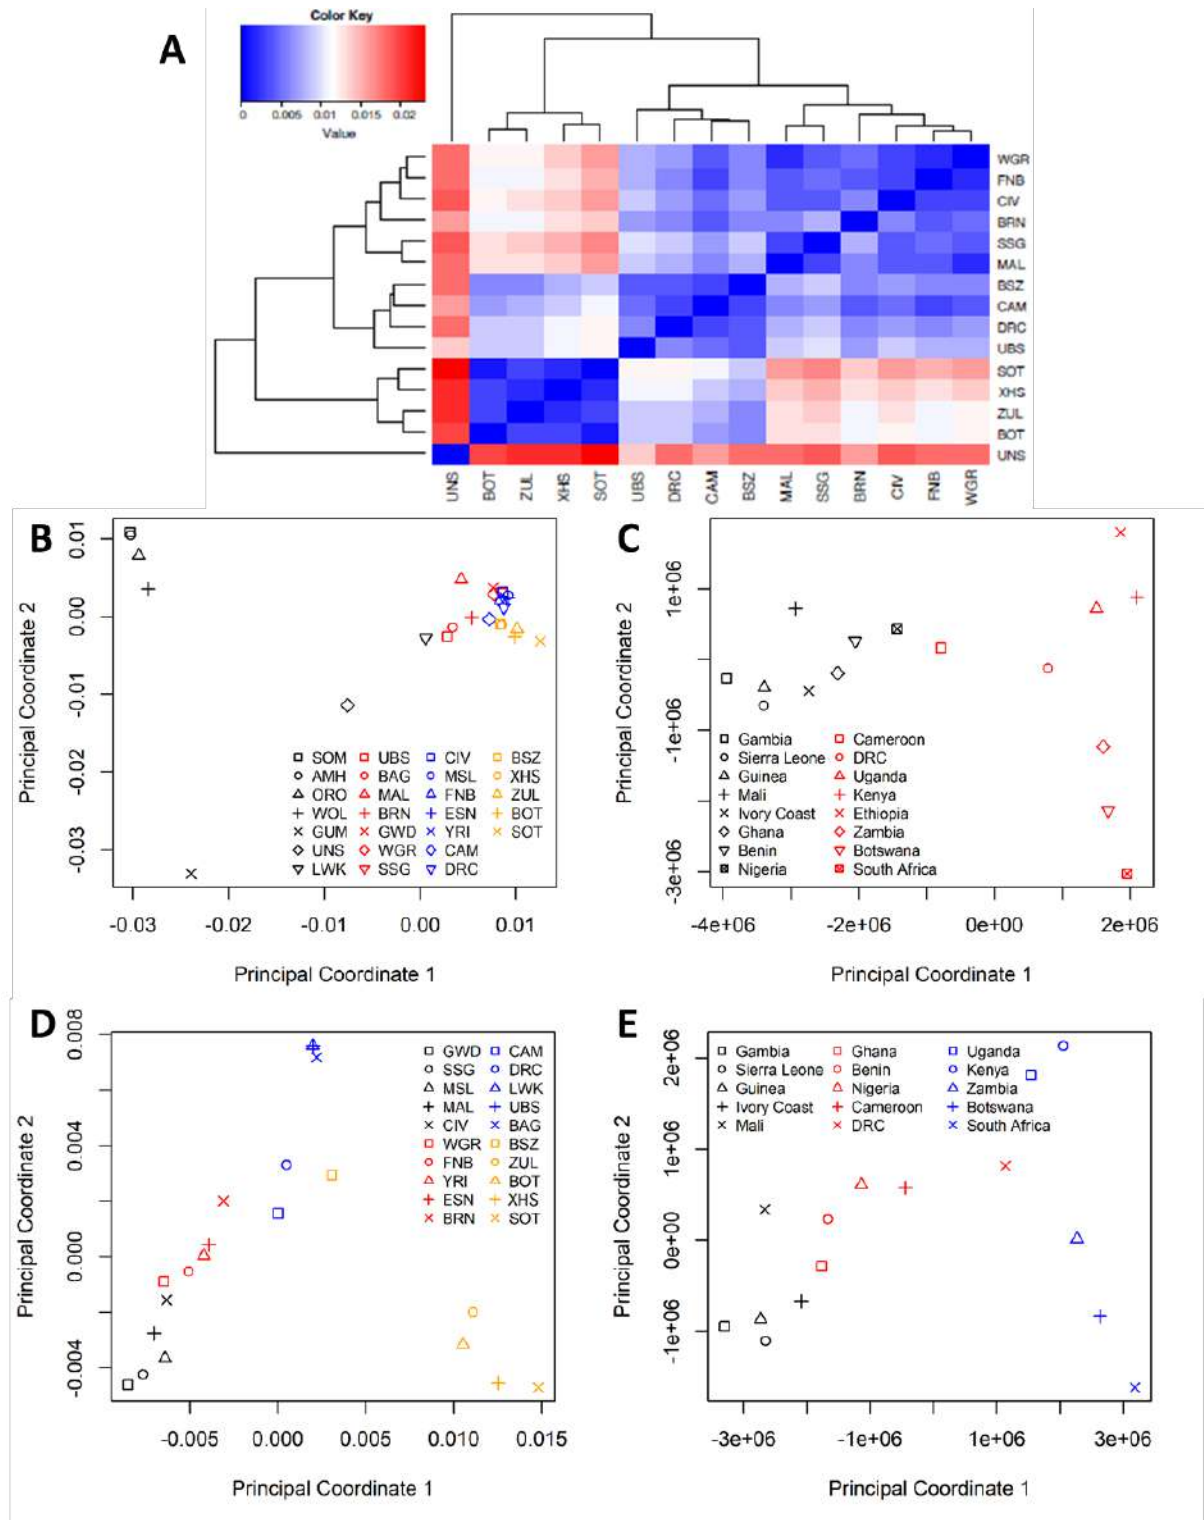 A
Color Key
0 0.005 0.01 0.015 0.02
Value
WGR
FNB
CIV
BRN
SSG
MAL
BSZ
CAM
DRC
UBS
SOT
XHS
ZUL
BOT
UNS
UNS BOT ZUL XHS SOT UBS DRC CAM BSZ MAL SSG BRN CIV FNB WGR
B
Principal Coordinate 2
0.01
0.00
-0.01
-0.02
-0.03
SOM UBS CIV BSZ
AMH BAG MSL XHS
ORO MAL FNB ZUL
WOL BRN ESN BOT
GUM GWD YRI SOT
UNS WGR CAM
LWK SSG DRC
-0.03 -0.02 -0.01 0.00 0.01
Principal Coordinate 1
C
Principal Coordinate 2
1e+06
-1e+06
-3e+06
Gambia Cameroon
Sierra Leone DRC
Guinea Uganda
Mali Kenya
Ivory Coast Ethiopia
Ghana Zambia
Benin Botswana
Nigeria South Africa
-4e+06 -2e+06 0e+00 2e+06
Principal Coordinate 1
D
Principal Coordinate 2
0.008
0.004
0.000
-0.004
GWD CAM
SSG DRC
MSL LWK
MAL UBS
CIV BAG
WGR BSZ
FNB ZUL
YRI BOT
ESN XHS
BRN SOT
-0.005 0.000 0.005 0.010 0.015
Principal Coordinate 1
E
Principal Coordinate 2
2e+06
1e+06
0e+00
-1e+06
Gambia Ghana Uganda
Sierra Leone Benin Kenya
Guinea Nigeria Zambia
Ivory Coast Cameroon Botswana
Mali DRC South Africa
-3e+06 -1e+06 1e+06 3e+06
Principal Coordinate 1